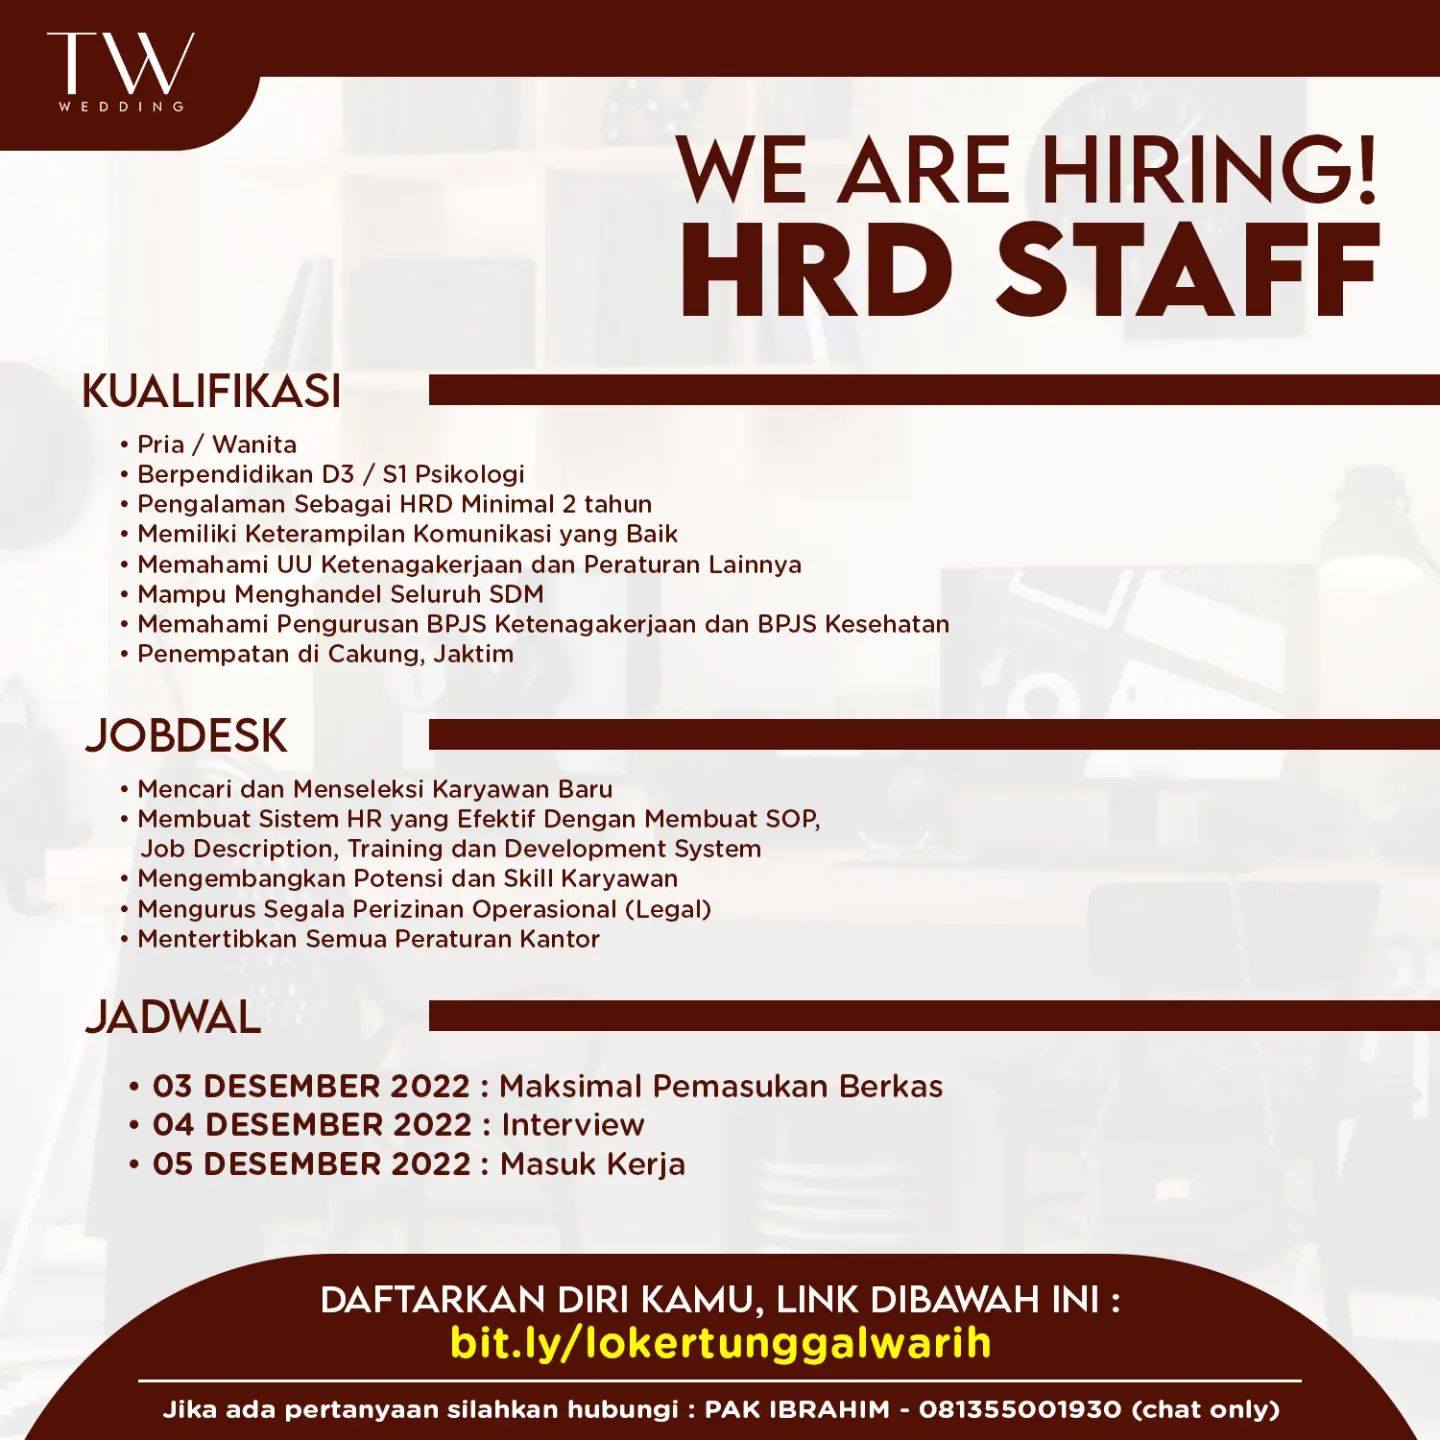 TW
WEDDING
WE ARE HIRING!
HRD STAFF
KUALIFIKASI
• Pria / Wanita
• Berpendidikan D3 / S1 Psikologi
• Pengalaman Sebagai HRD Minimal 2 tahun
• Memiliki Keterampilan Komunikasi yang Baik
• Memahami UU Ketenagakerjaan dan Peraturan Lainnya
• Mampu Menghandel Seluruh SDM
• Memahami Pengurusan BPJS Ketenagakerjaan dan BPJS Kesehatan
• Penempatan di Cakung, Jaktim
JOBDESK
• Mencari dan Menseleksi Karyawan Baru
• Membuat Sistem HR yang Efektif Dengan Membuat SOP,
Job Description, Training dan Development System
• Mengembangkan Potensi dan Skill Karyawan
• Mengurus Segala Perizinan Operasional (Legal)
• Mentertibkan Semua Peraturan Kantor
JADWAL
• 03 DESEMBER 2022 : Maksimal Pemasukan Berkas
• 04 DESEMBER 2022 : Interview
• 05 DESEMBER 2022 : Masuk Kerja
DAFTARKAN DIRI KAMU, LINK DIBAWAH INI :
bit.ly/lokertunggalwarih
Jika ada pertanyaan silahkan hubungi : PAK IBRAHIM - 081355001930 (chat only)